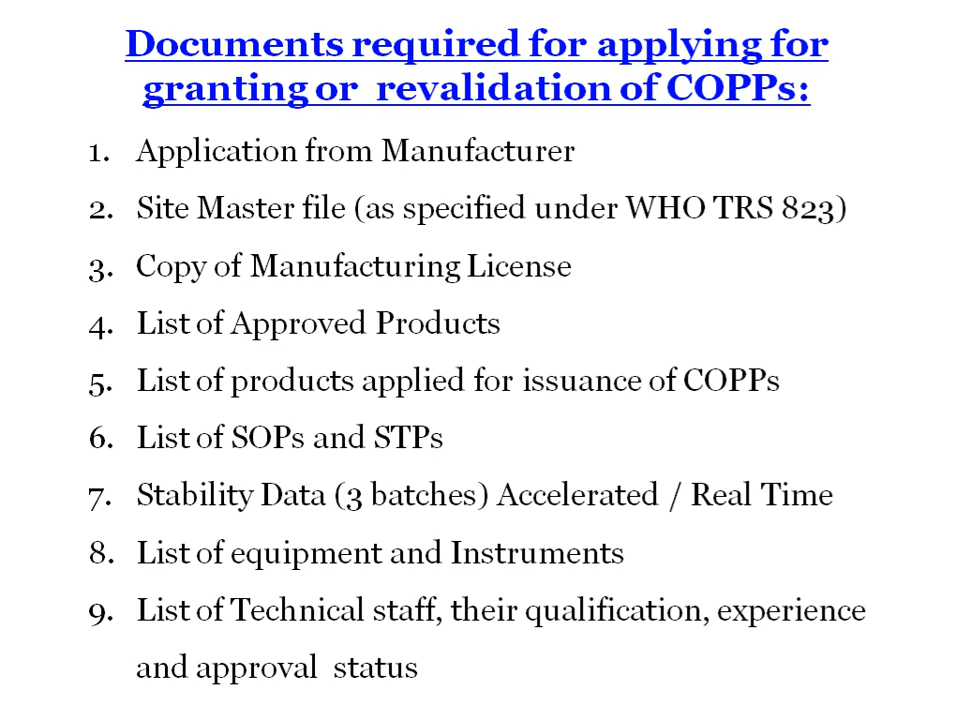 Documents required for applying for
granting or  revalidation of COPPs:
1. Application from Manufacturer
2. Site Master file (as specified under WHO TRS 823)
3. Copy of Manufacturing License
4. List of Approved Products
5. List of products applied for issuance of COPPs
6. List of SOPs and STPs
7. Stability Data (3 batches) Accelerated / Real Time
8. List of equipment and Instruments
9. List of Technical staff, their qualification, experience
and approval  status